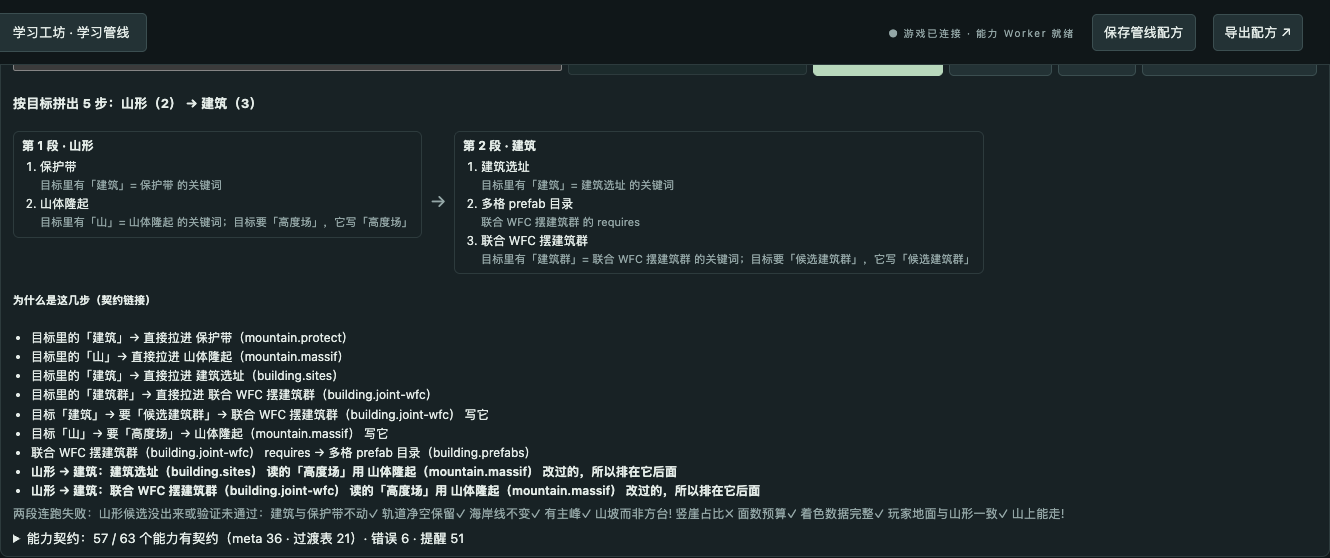 学习工坊 · 学习管线
游戏已连接 · 能力 Worker 就绪
保存管线配方
导出配方 ↗
按目标拼出 5 步：山形（2） → 建筑（3）
第 1 段 · 山形
1. 保护带
目标里有「建筑」= 保护带 的关键词
2. 山体隆起
目标里有「山」= 山体隆起 的关键词；目标要「高度场」，它写「高度场」
→
第 2 段 · 建筑
1. 建筑选址
目标里有「建筑」= 建筑选址 的关键词
2. 多格 prefab 目录
联合 WFC 摆建筑群 的 requires
3. 联合 WFC 摆建筑群
目标里有「建筑群」= 联合 WFC 摆建筑群 的关键词；目标要「候选建筑群」，它写「候选建筑群」
为什么是这几步（契约链接）
• 目标里的「建筑」→ 直接拉进 保护带（mountain.protect）
• 目标里的「山」→ 直接拉进 山体隆起（mountain.massif）
• 目标里的「建筑」→ 直接拉进 建筑选址（building.sites）
• 目标里的「建筑群」→ 直接拉进 联合 WFC 摆建筑群（building.joint-wfc）
• 目标「建筑」→ 要「候选建筑群」→ 联合 WFC 摆建筑群（building.joint-wfc） 写它
• 目标「山」→ 要「高度场」→ 山体隆起（mountain.massif） 写它
• 联合 WFC 摆建筑群（building.joint-wfc） requires → 多格 prefab 目录（building.prefabs）
• 山形 → 建筑：建筑选址（building.sites） 读的「高度场」用 山体隆起（mountain.massif） 改过的，所以排在它后面
• 山形 → 建筑：联合 WFC 摆建筑群（building.joint-wfc） 读的「高度场」用 山体隆起（mountain.massif） 改过的，所以排在它后面
两段连跑失败：山形候选没出来或验证未通过：建筑与保护带不动✓ 轨道净空保留✓ 海岸线不变✓ 有主峰✓ 山坡而非方台! 竖崖占比✕ 面数预算✓ 着色数据完整✓ 玩家地面与山形一致✓ 山上能走!
▶ 能力契约：57 / 63 个能力有契约（meta 36 · 过渡表 21）· 错误 6 · 提醒 51